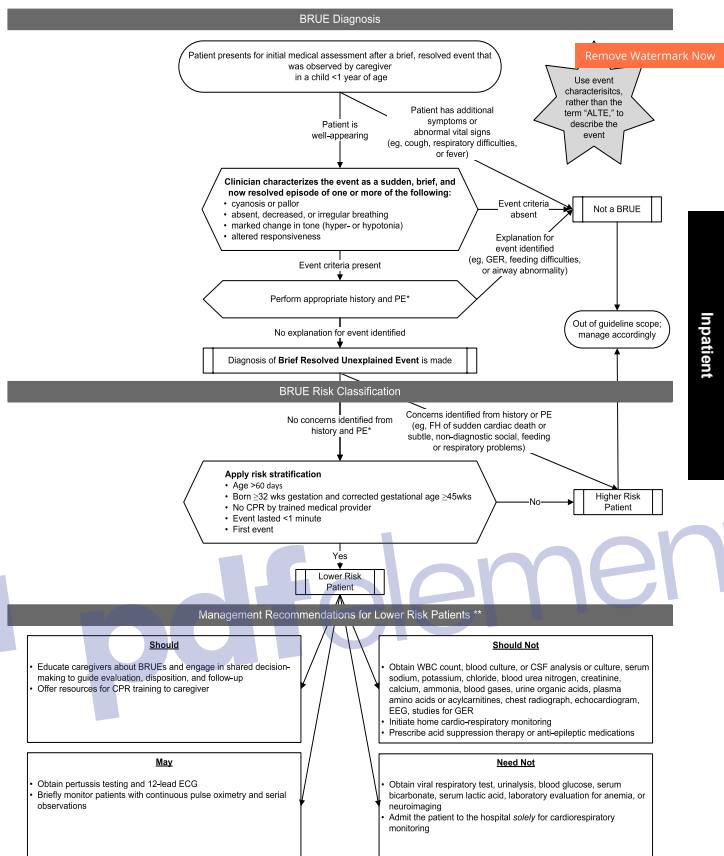 BRUE Diagnosis
Patient presents for initial medical assessment after a brief, resolved event that
was observed by caregiver
in a child <1 year of age
Remove Watermark Now
Use event
characterisitcs,
rather than the
term “ALTE,” to
describe the
event
Patient is
well-appearing
Patient has additional
symptoms or
abnormal vital signs
(eg, cough, respiratory difficulties,
or fever)
Clinician characterizes the event as a sudden, brief, and
now resolved episode of one or more of the following:
• cyanosis or pallor
• absent, decreased, or irregular breathing
• marked change in tone (hyper- or hypotonia)
• altered responsiveness
Event criteria
absent
Not a BRUE
Explanation for
event identified
(eg, GER, feeding difficulties,
or airway abnormality)
Event criteria present
Perform appropriate history and PE*
Out of guideline scope;
manage accordingly
Inpatient
No explanation for event identified
Diagnosis of Brief Resolved Unexplained Event is made
BRUE Risk Classification
No concerns identified from
history and PE*
Concerns identified from history or PE
(eg, FH of sudden cardiac death or
subtle, non-diagnostic social, feeding
or respiratory problems)
Apply risk stratification
• Age >60 days
• Born ≥32 wks gestation and corrected gestational age ≥45wks
• No CPR by trained medical provider
• Event lasted <1 minute
• First event
No
Higher Risk
Patient
Yes
Lower Risk
Patient
pdfelemen
Management Recommendations for Lower Risk Patients **
Should
• Educate caregivers about BRUEs and engage in shared decision-
making to guide evaluation, disposition, and follow-up
• Offer resources for CPR training to caregiver
Should Not
• Obtain WBC count, blood culture, or CSF analysis or culture, serum
sodium, potassium, chloride, blood urea nitrogen, creatinine,
calcium, ammonia, blood gases, urine organic acids, plasma
amino acids or acylcarnitines, chest radiograph, echocardiogram,
EEG, studies for GER
• Initiate home cardio-respiratory monitoring
• Prescribe acid suppression therapy or anti-epileptic medications
May
• Obtain pertussis testing and 12-lead ECG
• Briefly monitor patients with continuous pulse oximetry and serial
observations
Need Not
• Obtain viral respiratory test, urinalysis, blood glucose, serum
bicarbonate, serum lactic acid, laboratory evaluation for anemia, or
neuroimaging
• Admit the patient to the hospital solely for cardiorespiratory
monitoring